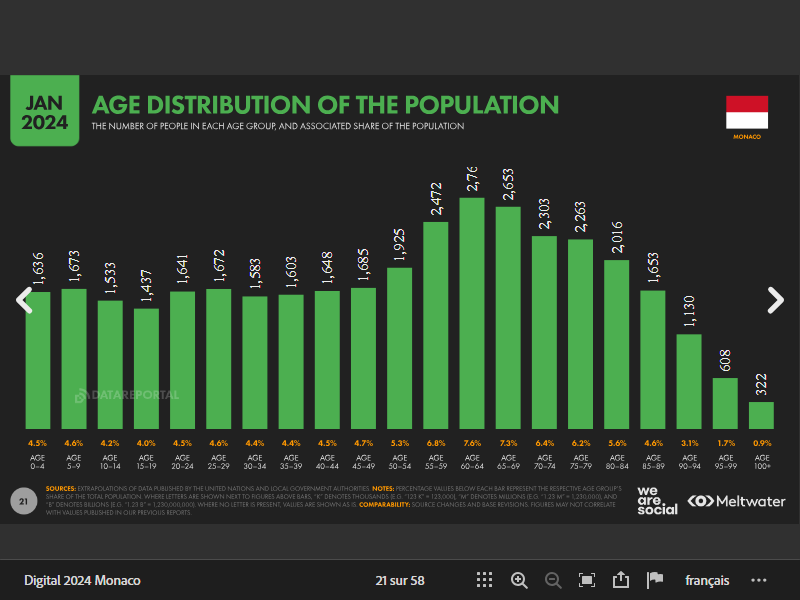 JAN
2024
AGE DISTRIBUTION OF THE POPULATION
THE NUMBER OF PEOPLE IN EACH AGE GROUP, AND ASSOCIATED SHARE OF THE POPULATION
MONACO
1,636 1,673 1,533 1,437 1,641 1,672 1,583 1,603 1,648 1,685 1,925 2,472 2,76 2,653 2,303 2,263 2,016 1,653 1,130 608 322
DATAREPORTAL
4.5% 4.6% 4.2% 4.0% 4.5% 4.6% 4.4% 4.4% 4.5% 4.7% 5.3% 6.8% 7.6% 7.3% 6.4% 6.2% 5.6% 4.6% 3.1% 1.7% 0.9%
AGE AGE AGE AGE AGE AGE AGE AGE AGE AGE AGE AGE AGE AGE AGE AGE AGE AGE AGE AGE AGE
0–4 5–9 10–14 15–19 20–24 25–29 30–34 35–39 40–44 45–49 50–54 55–59 60–64 65–69 70–74 75–79 80–84 85–89 90–94 95–99 100+
21
SOURCES: EXTRAPOLATIONS OF DATA PUBLISHED BY THE UNITED NATIONS AND LOCAL GOVERNMENT AUTHORITIES. NOTES: PERCENTAGE VALUES BELOW EACH BAR REPRESENT THE RESPECTIVE AGE GROUP'S
SHARE OF THE TOTAL POPULATION. WHERE LETTERS ARE SHOWN NEXT TO FIGURES ABOVE BARS, "K" DENOTES THOUSANDS (E.G. "123 K" = 123,000), "M" DENOTES MILLIONS (E.G. "1.23 M" = 1,230,000), AND
"B" DENOTES BILLIONS (E.G. "1.23 B" = 1,230,000,000). WHERE NO LETTER IS PRESENT, VALUES ARE SHOWN AS IS. COMPARABILITY: SOURCE CHANGES AND BASE REVISIONS. FIGURES MAY NOT CORRELATE
WITH VALUES PUBLISHED IN OUR PREVIOUS REPORTS.
we
are.
social
Meltwater
Digital 2024 Monaco
21 sur 58
français